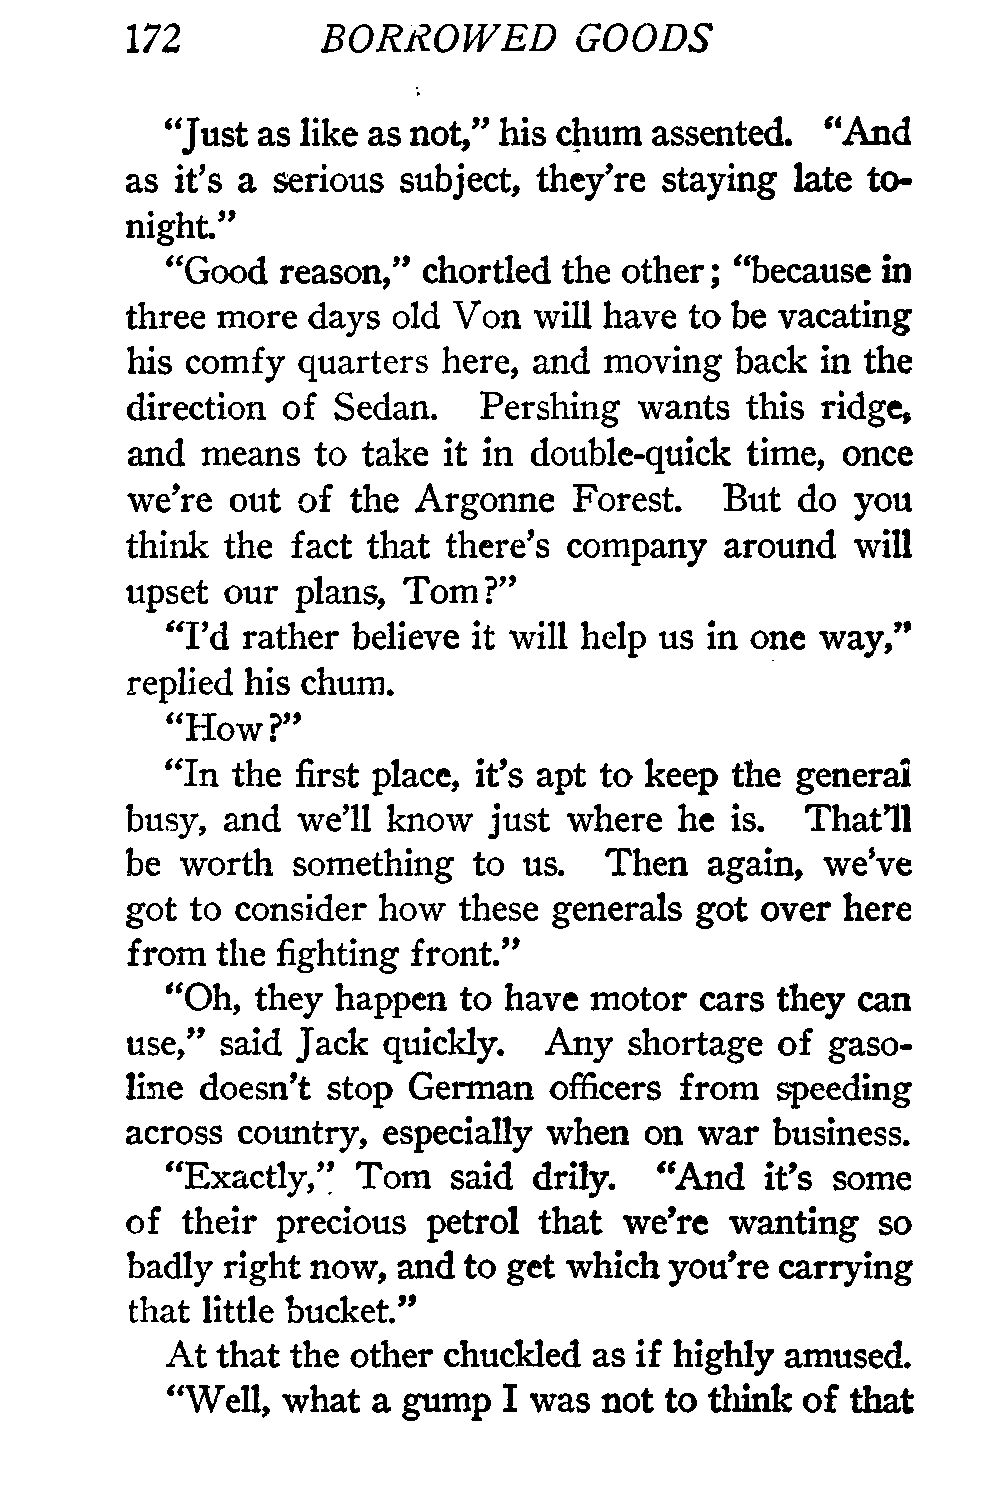 172 BORROWED GOODS
“Just as like as not,” his chum assented. “And
as it’s a serious subject, they’re staying late to-
night.”
“Good reason,” chortled the other; “because in
three more days old Von will have to be vacating
his comfy quarters here, and moving back in the
direction of Sedan. Pershing wants this ridge,
and means to take it in double-quick time, once
we’re out of the Argonne Forest. But do you
think the fact that there’s company around will
upset our plans, Tom?”
“I’d rather believe it will help us in one way,”
replied his chum.
“How?”
“In the first place, it’s apt to keep the general
busy, and we’ll know just where he is. That’ll
be worth something to us. Then again, we’ve
got to consider how these generals got over here
from the fighting front.”
“Oh, they happen to have motor cars they can
use,” said Jack quickly. Any shortage of gaso-
line doesn’t stop German officers from speeding
across country, especially when on war business.
“Exactly,” Tom said drily. “And it’s some
of their precious petrol that we’re wanting so
badly right now, and to get which you’re carrying
that little bucket.”
At that the other chuckled as if highly amused.
“Well, what a gump I was not to think of that